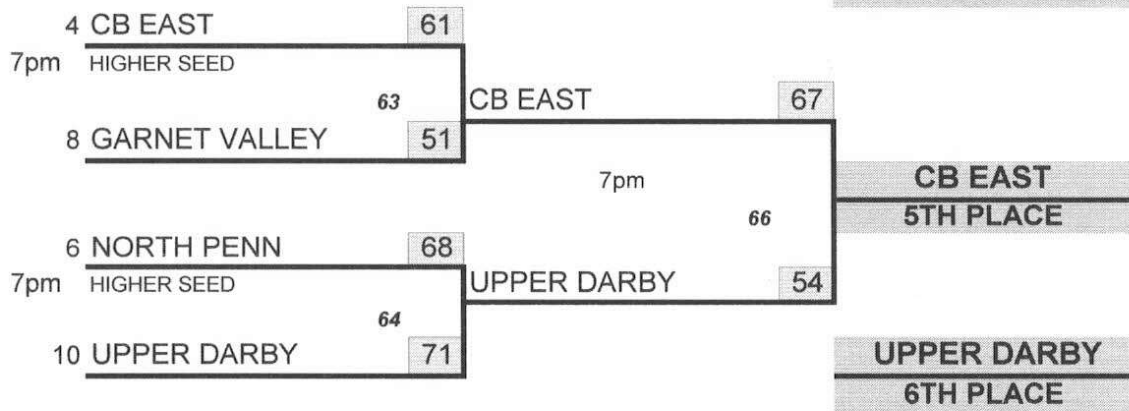 4 CB EAST 61
7pm HIGHER SEED
63
CB EAST 67
8 GARNET VALLEY 51
7pm
CB EAST
5TH PLACE
66
6 NORTH PENN 68
7pm HIGHER SEED
UPPER DARBY 54
64
10 UPPER DARBY 71
UPPER DARBY
6TH PLACE